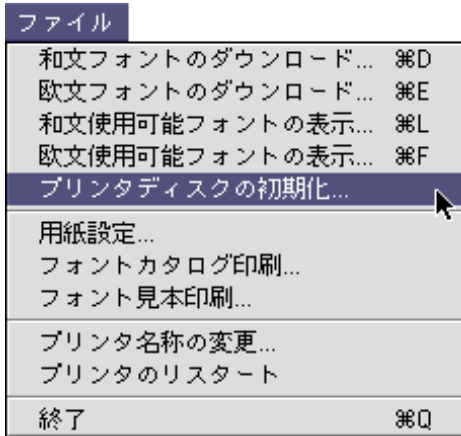 ファイル
和文フォントのダウンロード... ⌘D
欧文フォントのダウンロード... ⌘E
和文使用可能フォントの表示... ⌘L
欧文使用可能フォントの表示... ⌘F
プリンタディスクの初期化...
用紙設定...
フォントカタログ印刷...
フォント見本印刷...
プリンタ名称の変更...
プリンタのリスタート
終了 ⌘Q